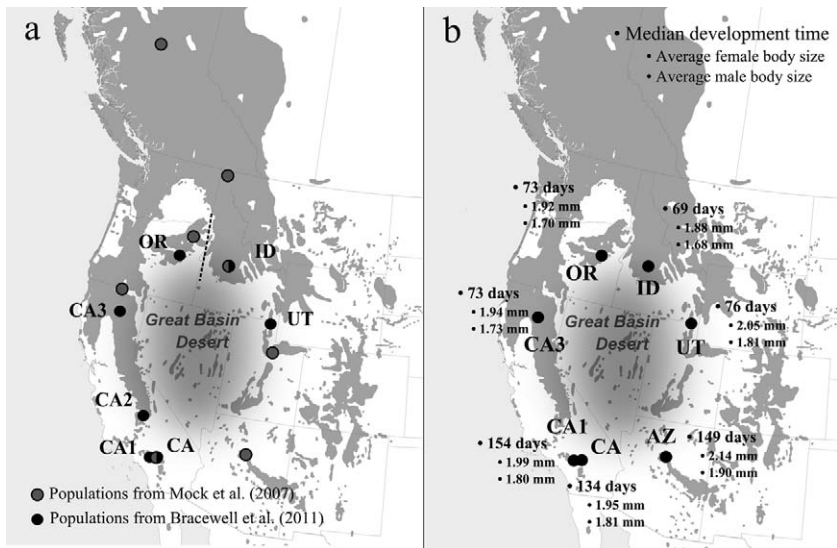 a
OR
ID
CA3
Great Basin
Desert
UT
CA2
CA1
CA
Populations from Mock et al. (2007)
Populations from Bracewell et al. (2011)
b
• Median development time
• Average female body size
• Average male body size
• 73 days
• 1.92 mm
• 1.70 mm
• 69 days
• 1.88 mm
• 1.68 mm
OR
ID
• 73 days
• 1.94 mm
• 1.73 mm
CA3
Great Basin
Desert
• 76 days
• 2.05 mm
• 1.81 mm
UT
CA1
CA
AZ
• 154 days
• 1.99 mm
• 1.80 mm
• 149 days
• 2.14 mm
• 1.90 mm
• 134 days
• 1.95 mm
• 1.81 mm